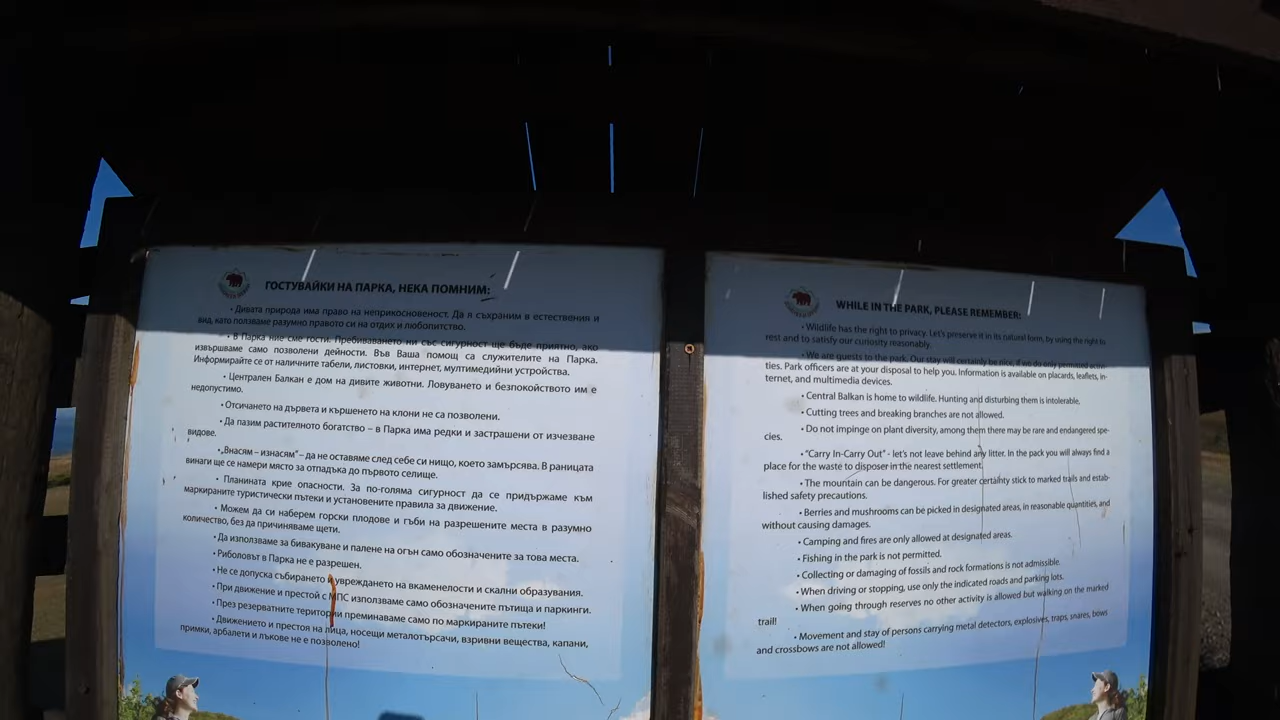 ГОСТУВАЙКИ НА ПАРКА, НЕКА ПОМНИМ:
• Дивата природа има право на неприкосновеност. Да я съхраним в естествения и
вид, като ползваме разумно правото си на отдих и любопитство.
• В Парка ние сме гости. Пребиваването ни със сигурност ще бъде приятно, ако
извършваме само позволени дейности. Във Ваша помощ са служителите на Парка.
Информирайте се от наличните табели, листовки, интернет, мултимедийни устройства.
• Централен Балкан е дом на дивите животни. Ловуването и безпокойството им е
недопустимо.
• Отсичането на дървета и кършенето на клони не са позволени.
• Да пазим растителното богатство – в Парка има редки и застрашени от изчезване
видове.
• „Внасям – изнасям” – да не оставяме след себе си нищо, което замърсява. В раницата
винаги ще се намери място за отпадъка до първото селище.
• Планината крие опасности. За по-голяма сигурност да се придържаме към
маркираните туристически пътеки и установените правила за движение.
• Можем да си наберем горски плодове и гъби на разрешените места в разумно
количество, без да причиняваме щети.
• Да използваме за бивакуване и палене на огън само обозначените за това места.
• Риболовът в Парка не е разрешен.
• Не се допуска събирането и увреждането на вкаменелости и скални образувания.
• При движение и престой с МПС използваме само обозначените пътища и паркинги.
• През резерватните територии преминаваме само по маркираните пътеки!
• Движението и престоя на лица, носещи металотърсачи, взривни вещества, капани,
примки, арбалети и лъкове не е позволено!
WHILE IN THE PARK, PLEASE REMEMBER:
• Wildlife has the right to privacy. Let's preserve it in its natural form, by using the right to
rest and to satisfy our curiosity reasonably.
• We are guests to the park. Our stay will certainly be nice, if we do only permitted activi-
ties. Park officers are at your disposal to help you. Information is available on placards, leaflets, in-
ternet, and multimedia devices.
• Central Balkan is home to wildlife. Hunting and disturbing them is intolerable.
• Cutting trees and breaking branches are not allowed.
• Do not impinge on plant diversity, among them there may be rare and endangered spe-
cies.
• "Carry In-Carry Out" - let's not leave behind any litter. In the pack you will always find a
place for the waste to disposer in the nearest settlement.
• The mountain can be dangerous. For greater certainty stick to marked trails and estab-
lished safety precautions.
• Berries and mushrooms can be picked in designated areas, in reasonable quantities, and
without causing damages.
• Camping and fires are only allowed at designated areas.
• Fishing in the park is not permitted.
• Collecting or damaging of fossils and rock formations is not admissible.
• When driving or stopping, use only the indicated roads and parking lots.
• When going through reserves no other activity is allowed but walking on the marked
trail!
• Movement and stay of persons carrying metal detectors, explosives, traps, snares, bows
and crossbows are not allowed!